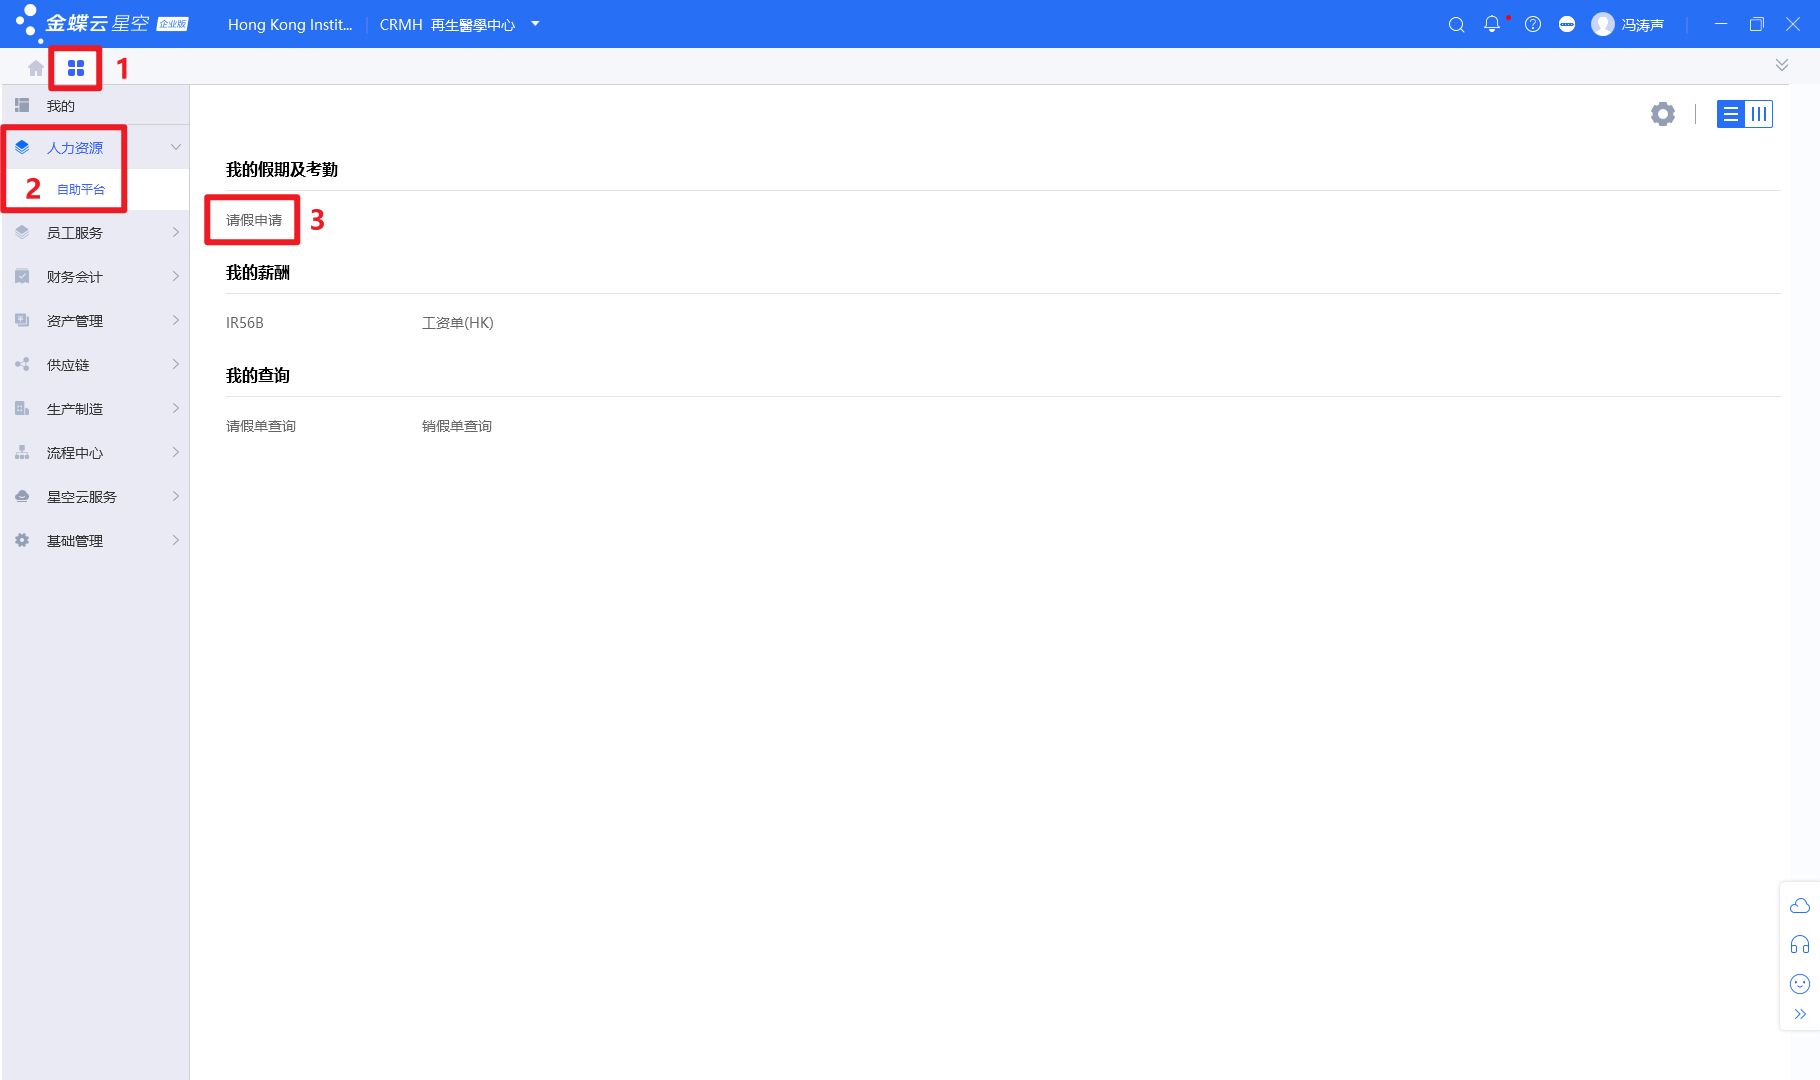 金蝶云 星空 企业版
Hong Kong Instit... CRMH 再生醫學中心
冯涛声
1
我的
人力资源
2 自助平台
员工服务
财务会计
资产管理
供应链
生产制造
流程中心
星空云服务
基础管理
我的假期及考勤
请假申请 3
我的薪酬
IR56B 工资单(HK)
我的查询
请假单查询 销假单查询